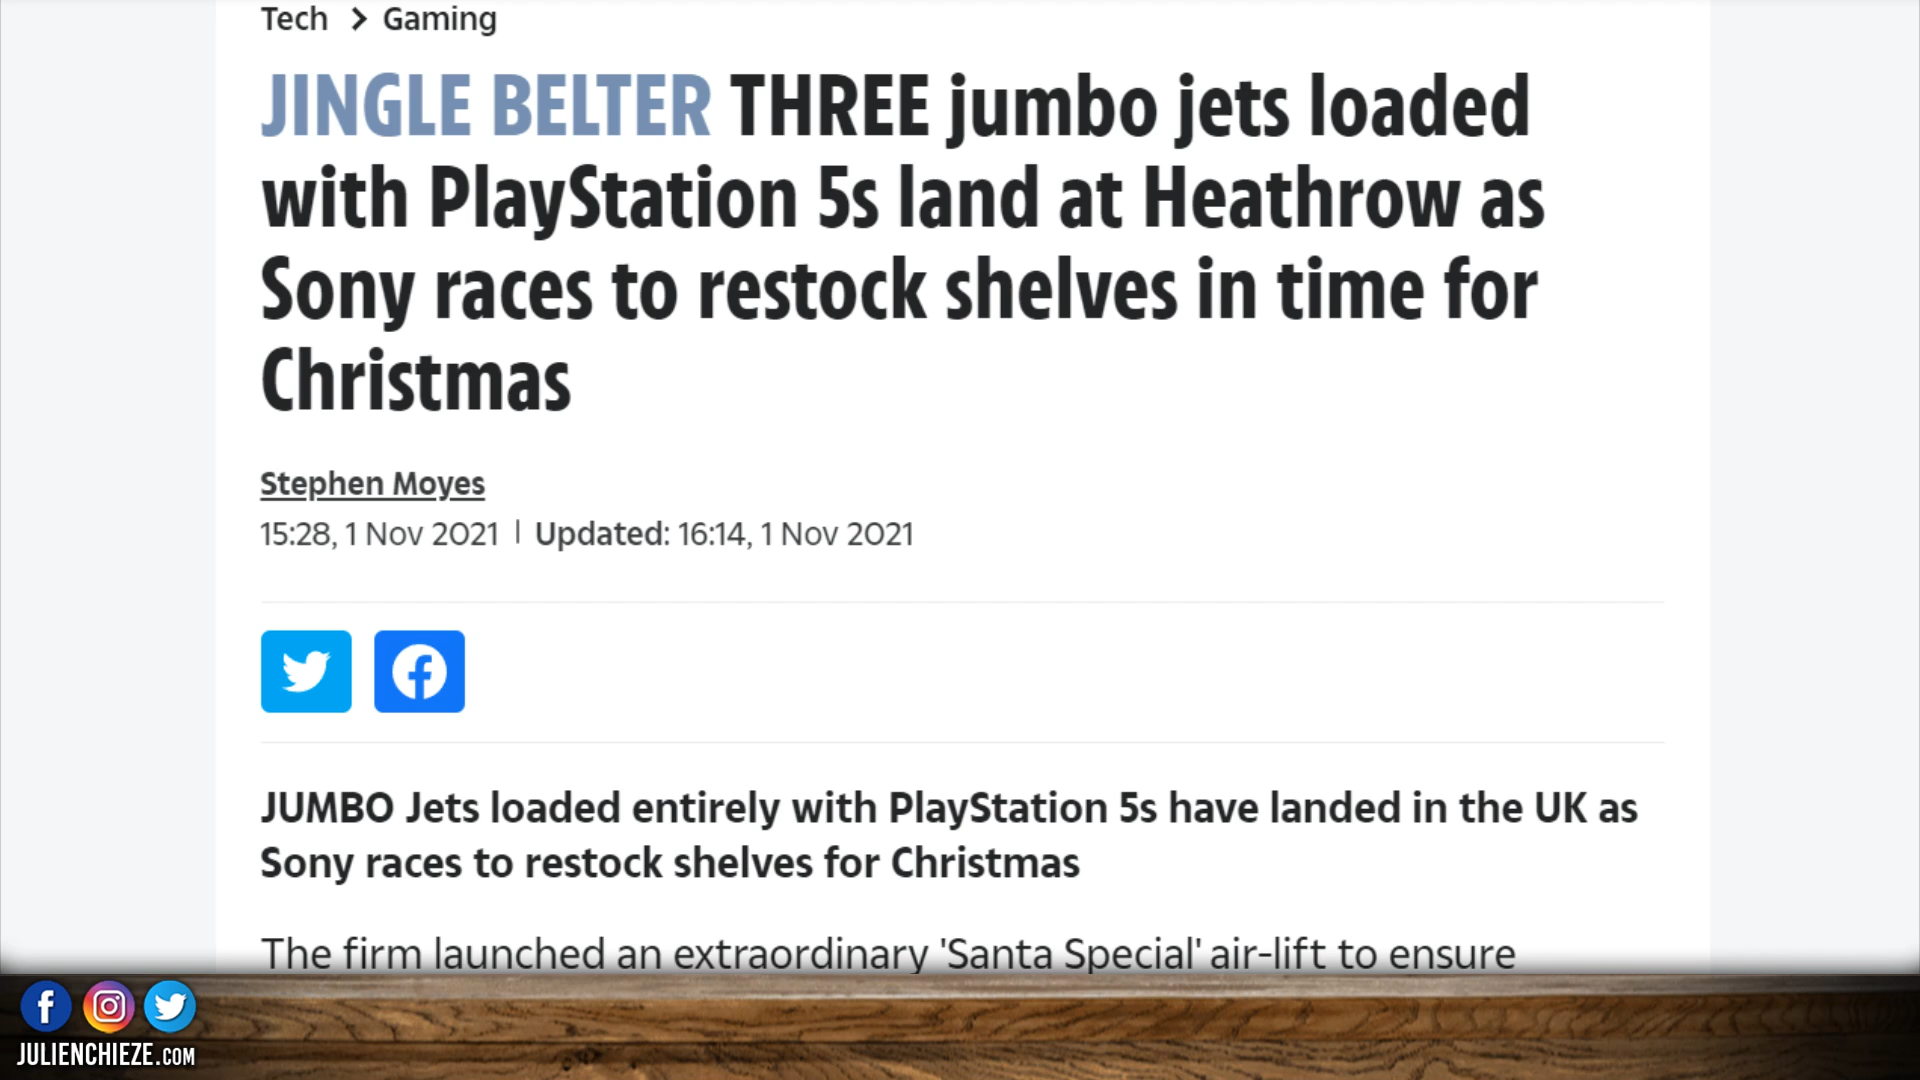 Tech > Gaming
JINGLE BELTER THREE jumbo jets loaded
with PlayStation 5s land at Heathrow as
Sony races to restock shelves in time for
Christmas
Stephen Moyes
15:28, 1 Nov 2021 | Updated: 16:14, 1 Nov 2021
JUMBO Jets loaded entirely with PlayStation 5s have landed in the UK as
Sony races to restock shelves for Christmas
The firm launched an extraordinary 'Santa Special' air-lift to ensure
JULIENCHIEZE.COM